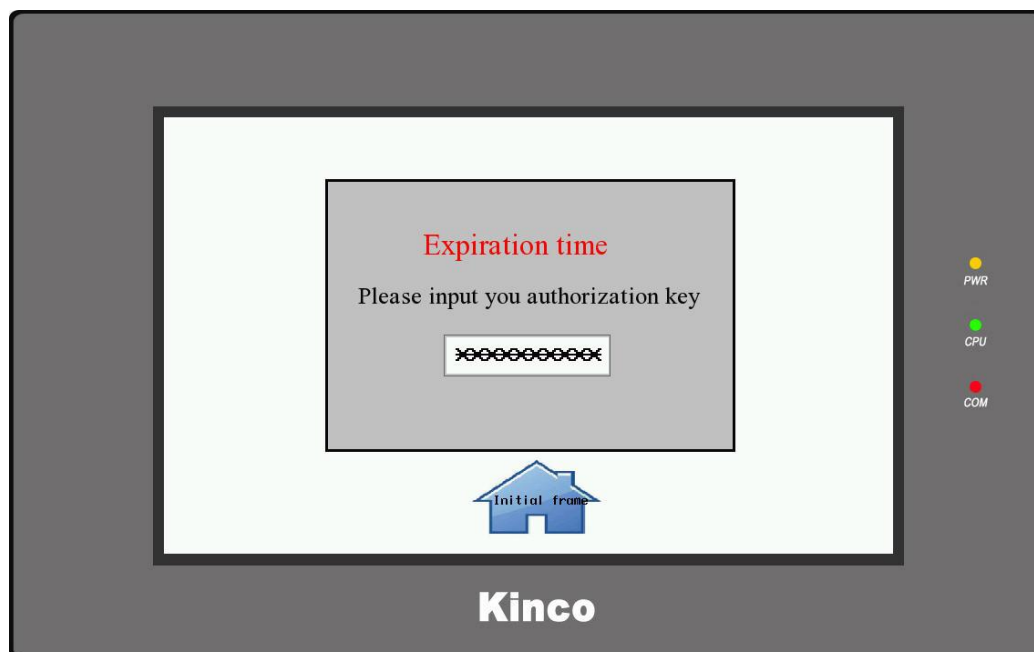 Expiration time
Please input you authorization key
PWR
CPU
COM
Initial frame
Kinco